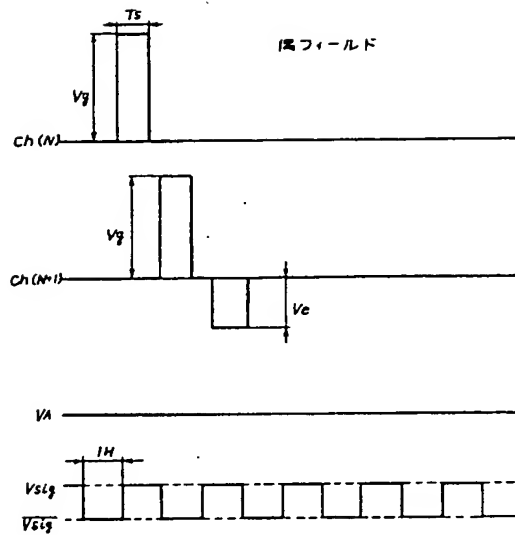 Ts
偶フィールド
Vg
Ch(N)
Vg
Ch(N+1)
Ve
VA
1H
Vsig
Vsig